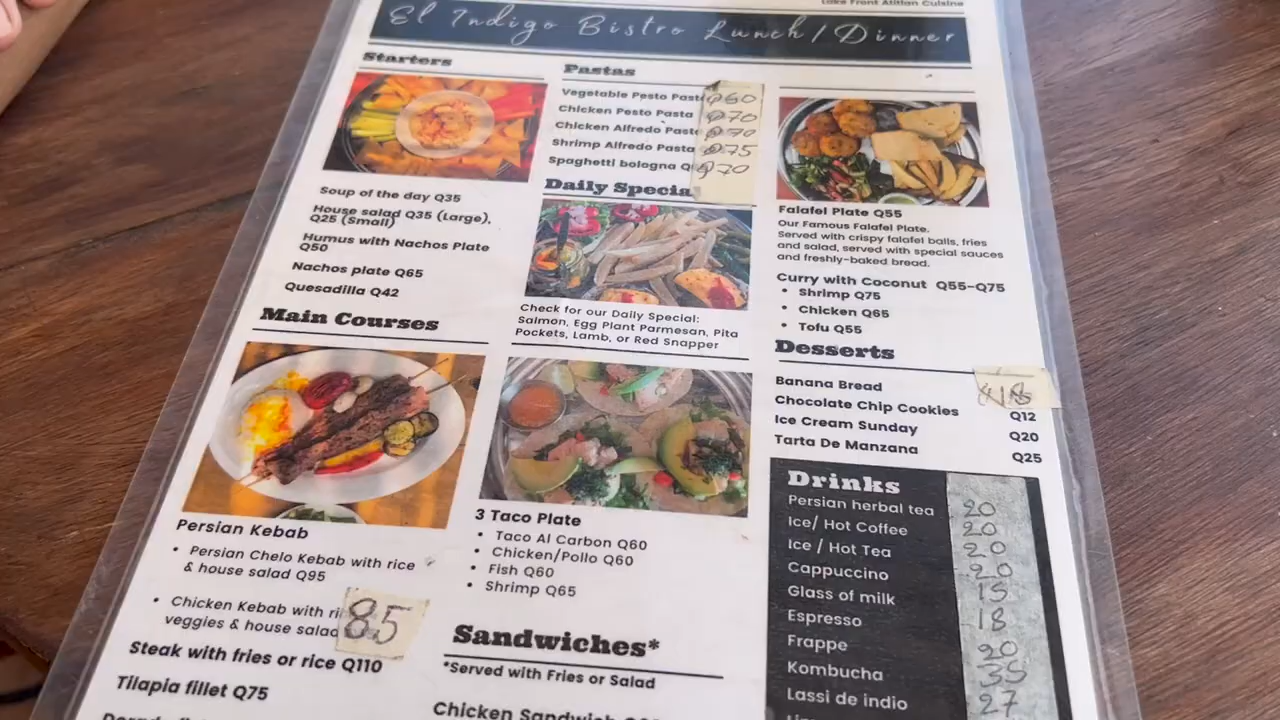 Lake Front Atitlan Cuisine
El Indigo Bistro Lunch/Dinner
Starters
Soup of the day Q35
House salad Q35 (Large),
Q25 (Small)
Humus with Nachos Plate
Q50
Nachos plate Q65
Quesadilla Q42
Main Courses
Persian Kebab
• Persian Chelo Kebab with rice
& house salad Q95
• Chicken Kebab with
veggies & house salad 85
Steak with fries or rice Q110
Tilapia fillet Q75
Pastas
Vegetable Pesto Pasta Q60
Chicken Pesto Pasta Q70
Chicken Alfredo Pasta Q70
Shrimp Alfredo Pasta Q75
Spaghetti bologna Q70
Daily Specia
Check for our Daily Special:
Salmon, Egg Plant Parmesan, Pita
Pockets, Lamb, or Red Snapper
3 Taco Plate
• Taco Al Carbon Q60
• Chicken/Pollo Q60
• Fish Q60
• Shrimp Q65
Sandwiches*
*Served with Fries or Salad
Chicken Sandwich
Falafel Plate Q55
Our Famous Falafel Plate.
Served with crispy falafel balls, fries
and salad, served with special sauces
and freshly-baked bread.
Curry with Coconut Q55-Q75
• Shrimp Q75
• Chicken Q65
• Tofu Q55
Desserts
Banana Bread 18
Chocolate Chip Cookies Q12
Ice Cream Sunday Q20
Tarta De Manzana Q25
Drinks
Persian herbal tea 20
Ice/ Hot Coffee 20
Ice / Hot Tea 20
Cappuccino 20
Glass of milk 15
Espresso 18
Frappe 20
Kombucha 35
Lassi de indio 27